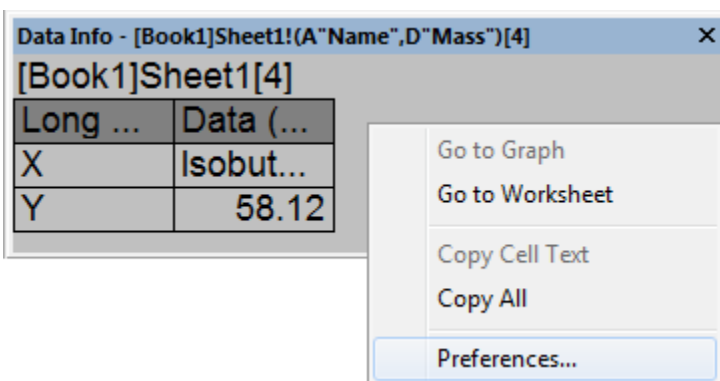 Data Info - [Book1]Sheet1!(A"Name",D"Mass")[4]
[Book1]Sheet1[4]
Long ... Data (...
X Isobut...
Y 58.12
Go to Graph
Go to Worksheet
Copy Cell Text
Copy All
Preferences...